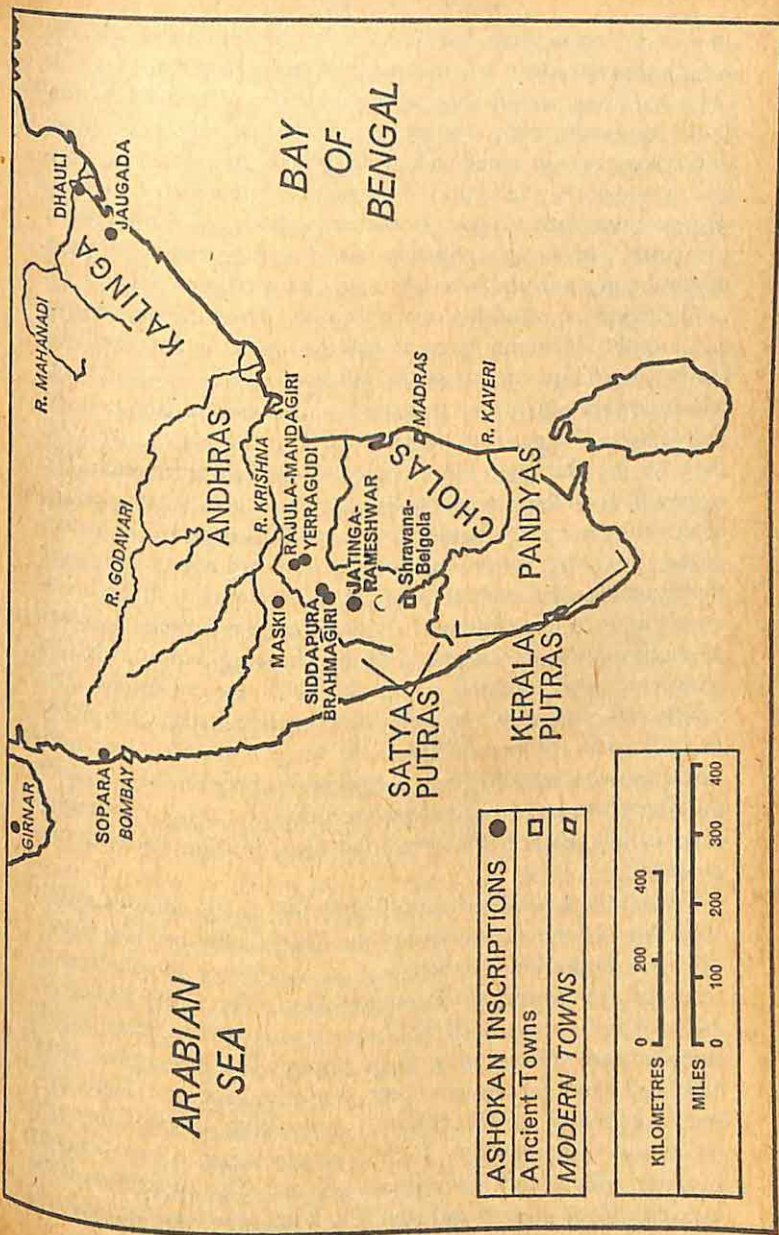 DHAULI
JAUGADA
R. MAHANADI
KALINGA
BAY
OF
BENGAL
GIRNAR
SOPARA
BOMBAY
R. GODAVARI
ANDHRAS
R. KRISHNA
RAJULA-MANDAGIRI
YERRAGUDI
MASKI
SIDDAPURA
BRAHMAGIRI
JATINGA-
RAMESHWAR
Shravana-
Belgola
CHOLAS
MADRAS
R. KAVERI
PANDYAS
SATYA
PUTRAS
KERALA
PUTRAS
ARABIAN
SEA
ASHOKAN INSCRIPTIONS
Ancient Towns
MODERN TOWNS
KILOMETRES 0 200 400
MILES 0 100 200 300 400